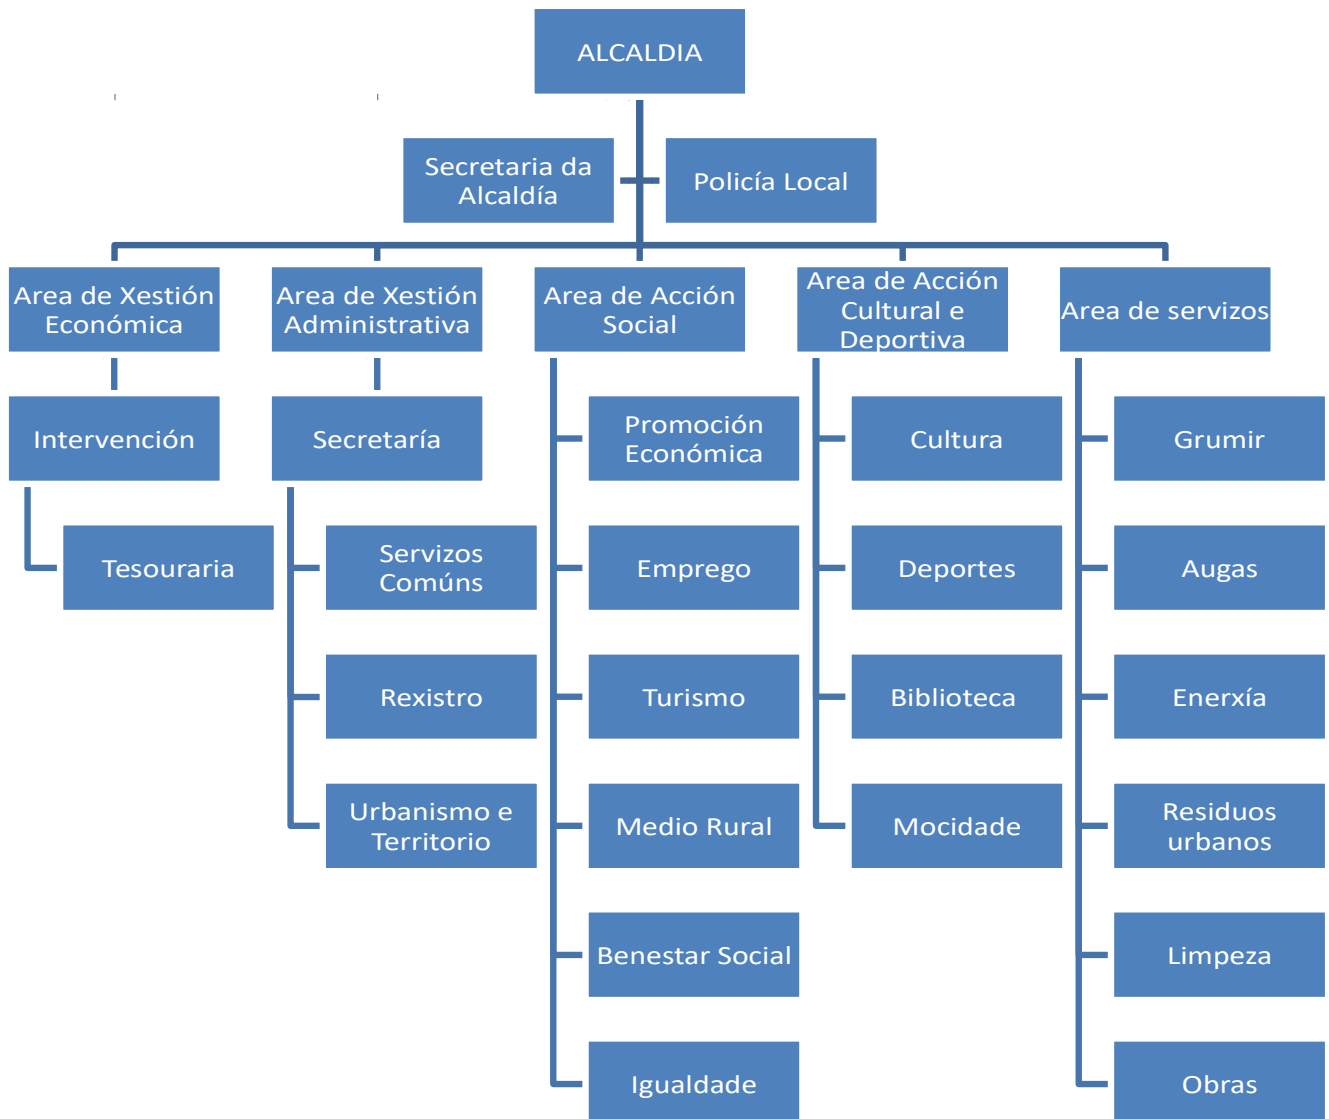 ALCALDIA
Secretaria da
Alcaldía
Policía Local
Area de Xestión
Económica
Area de Xestión
Administrativa
Area de Acción
Social
Area de Acción
Cultural e
Deportiva
Area de servizos
Intervención
Secretaría
Promoción
Económica
Cultura
Grumir
Tesouraria
Servizos
Comúns
Emprego
Deportes
Augas
Rexistro
Turismo
Biblioteca
Enerxía
Urbanismo e
Territorio
Medio Rural
Mocidade
Residuos
urbanos
Benestar Social
Limpeza
Igualdade
Obras